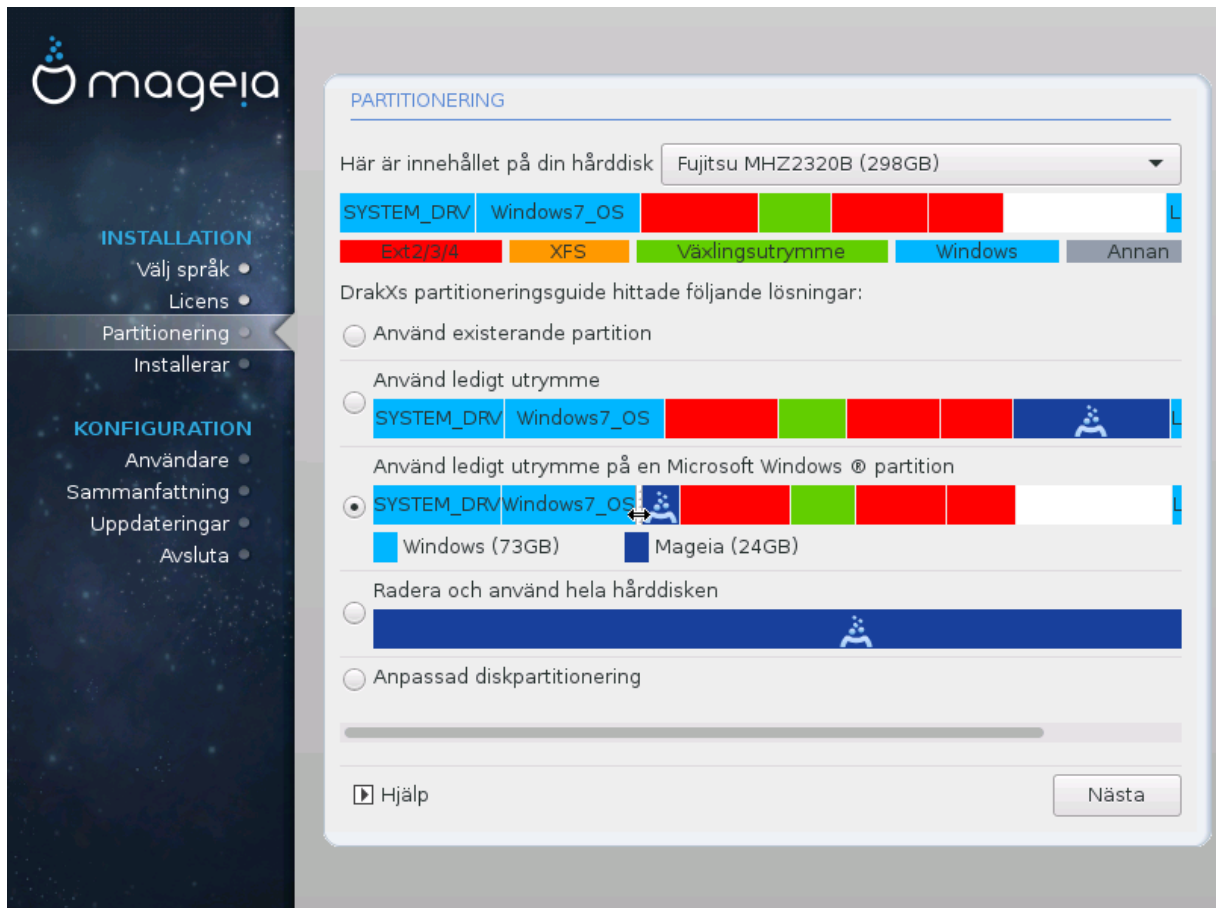 mageia
INSTALLATION
Välj språk
Licens
Partitionering
Installerar
KONFIGURATION
Användare
Sammanfattning
Uppdateringar
Avsluta
PARTITIONERING
Här är innehållet på din hårddisk Fujitsu MHZ2320B (298GB)
SYSTEM_DRV Windows7_OS L
Ext2/3/4 XFS Växlingsutrymme Windows Annan
DrakXs partitioneringsguide hittade följande lösningar:
Använd existerande partition
Använd ledigt utrymme
SYSTEM_DRV Windows7_OS L
Använd ledigt utrymme på en Microsoft Windows ® partition
SYSTEM_DRV Windows7_OS L
Windows (73GB) Mageia (24GB)
Radera och använd hela hårddisken
Anpassad diskpartitionering
Hjälp Nästa